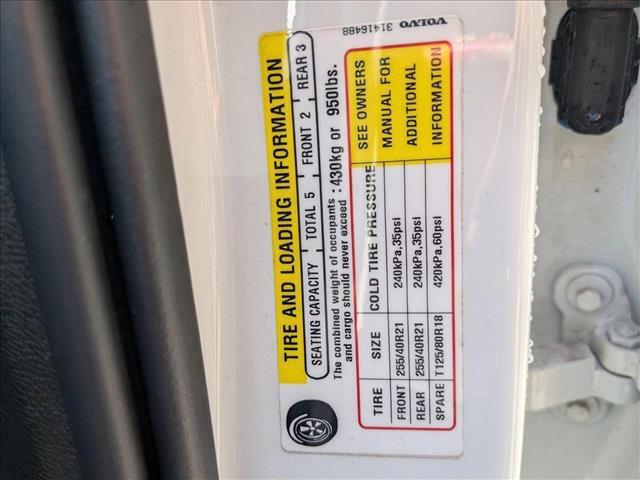 TIRE AND LOADING INFORMATION
SEATING CAPACITY TOTAL 5 FRONT 2 REAR 3
The combined weight of occupants and cargo should never exceed : 430kg or 950lbs.
TIRE SIZE COLD TIRE PRESSURE SEE OWNERS
FRONT 255/40R21 240kPa,35psi MANUAL FOR
REAR 255/40R21 240kPa,35psi ADDITIONAL
SPARE T125/80R18 420kPa,60psi INFORMATION
VOLVO 31416488